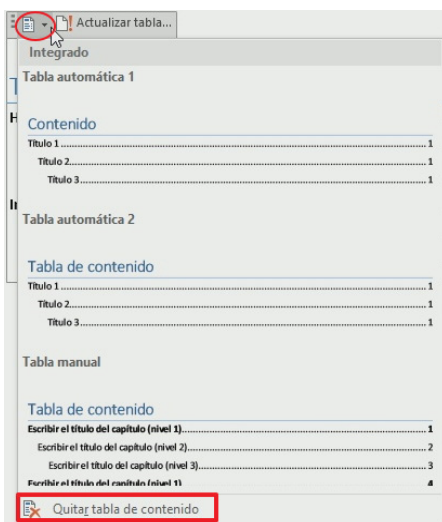 Actualizar tabla...
Integrado
Tabla automática 1
Contenido
Título 1 ........ 1
Título 2........ 1
Título 3........ 1
Tabla automática 2
Tabla de contenido
Título 1 ........ 1
Título 2........ 1
Título 3........ 1
Tabla manual
Tabla de contenido
Escribir el título del capítulo (nivel 1)........ 1
Escribir el título del capítulo (nivel 2)........ 2
Escribir el título del capítulo (nivel 3)........ 3
Escribir el título del capítulo (nivel 1)........ 4
Quitar tabla de contenido